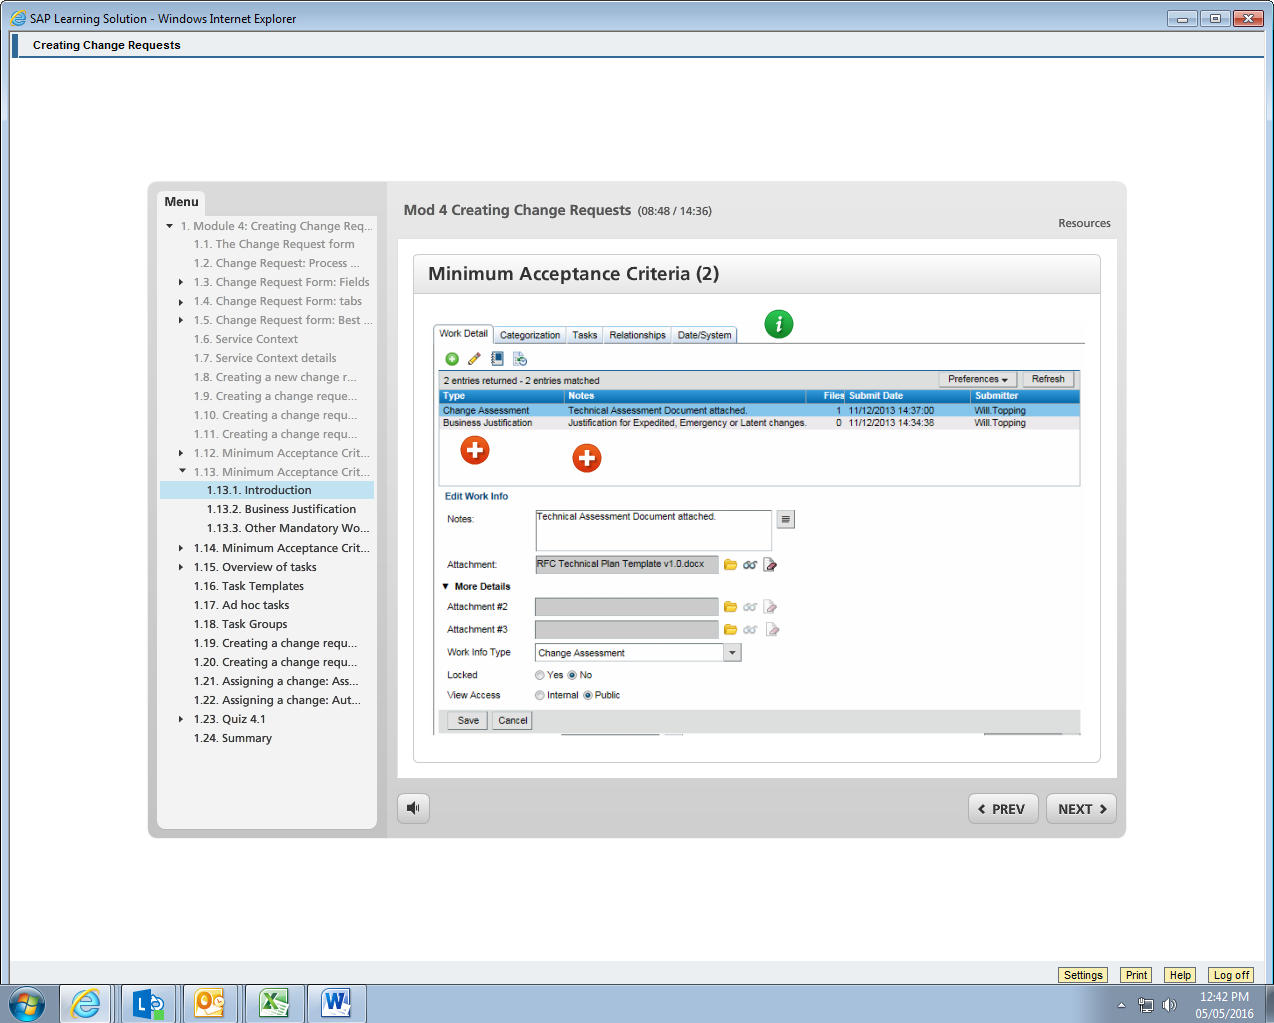 SAP Learning Solution - Windows Internet Explorer
Creating Change Requests
Menu
1. Module 4: Creating Change Req...
1.1. The Change Request form
1.2. Change Request: Process ...
1.3. Change Request Form: Fields
1.4. Change Request Form: tabs
1.5. Change Request form: Best ...
1.6. Service Context
1.7. Service Context details
1.8. Creating a new change r...
1.9. Creating a change reque...
1.10. Creating a change requ...
1.11. Creating a change requ...
1.12. Minimum Acceptance Crit...
1.13. Minimum Acceptance Crit...
1.13.1. Introduction
1.13.2. Business Justification
1.13.3. Other Mandatory Wo...
1.14. Minimum Acceptance Crit...
1.15. Overview of tasks
1.16. Task Templates
1.17. Ad hoc tasks
1.18. Task Groups
1.19. Creating a change requ...
1.20. Creating a change requ...
1.21. Assigning a change: Ass...
1.22. Assigning a change: Aut...
1.23. Quiz 4.1
1.24. Summary
Mod 4 Creating Change Requests (08:48 / 14:36)
Resources
Minimum Acceptance Criteria (2)
Work Detail Categorization Tasks Relationships Date/System
2 entries returned - 2 entries matched Preferences Refresh
Type Notes Files Submit Date Submitter
Change Assessment Technical Assessment Document attached. 1 11/12/2013 14:37:00 Will.Topping
Business Justification Justification for Expedited, Emergency or Latent changes. 0 11/12/2013 14:34:38 Will.Topping
Edit Work Info
Notes: Technical Assessment Document attached.
Attachment: RFC Technical Plan Template v1.0.docx
More Details
Attachment #2
Attachment #3
Work Info Type Change Assessment
Locked Yes No
View Access Internal Public
Save Cancel
PREV NEXT
Settings Print Help Log off
12:42 PM
05/05/2016